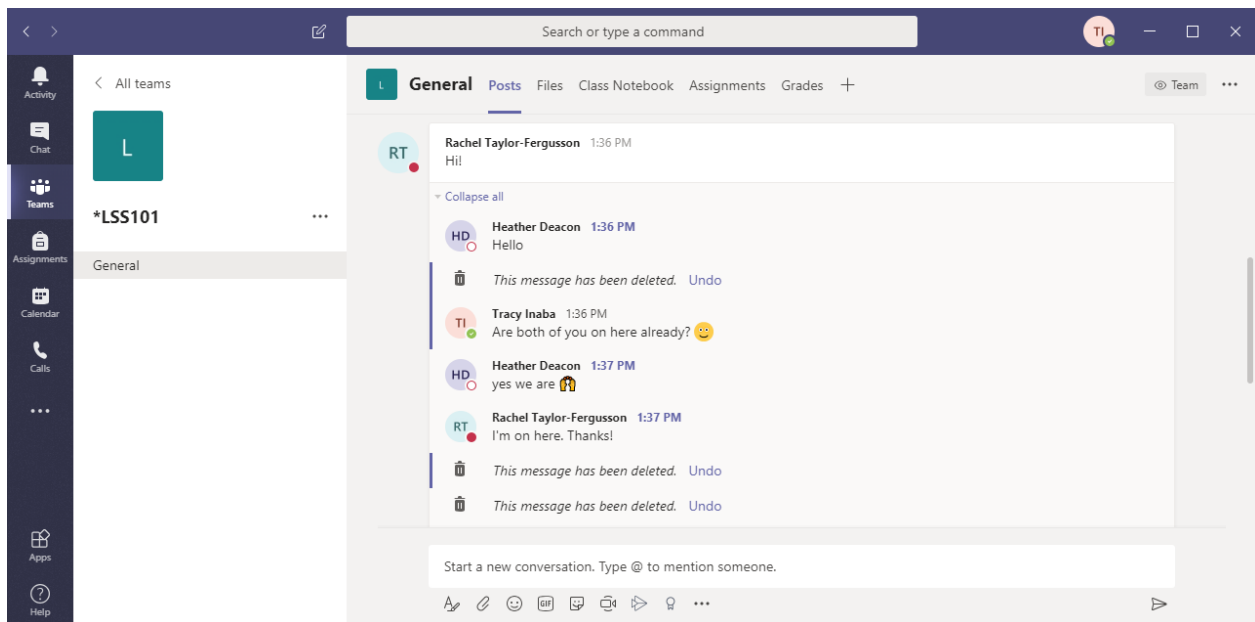 Search or type a command
TI
Activity
Chat
Teams
Assignments
Calendar
Calls
Apps
Help
All teams
L
*LSS101
General
L
General Posts Files Class Notebook Assignments Grades
Team
RT
Rachel Taylor-Fergusson 1:36 PM
Hi!
Collapse all
HD
Heather Deacon 1:36 PM
Hello
This message has been deleted. Undo
TI
Tracy Inaba 1:36 PM
Are both of you on here already? 🙂
HD
Heather Deacon 1:37 PM
yes we are
RT
Rachel Taylor-Fergusson 1:37 PM
I'm on here. Thanks!
This message has been deleted. Undo
This message has been deleted. Undo
Start a new conversation. Type @ to mention someone.
GIF